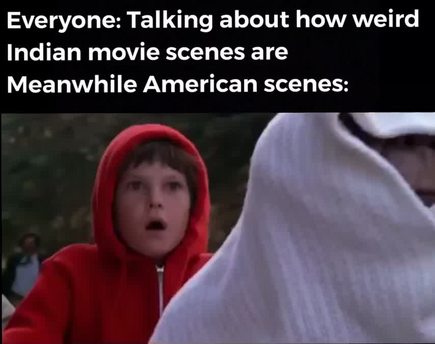 Everyone: Talking about how weird
Indian movie scenes are
Meanwhile American scenes: